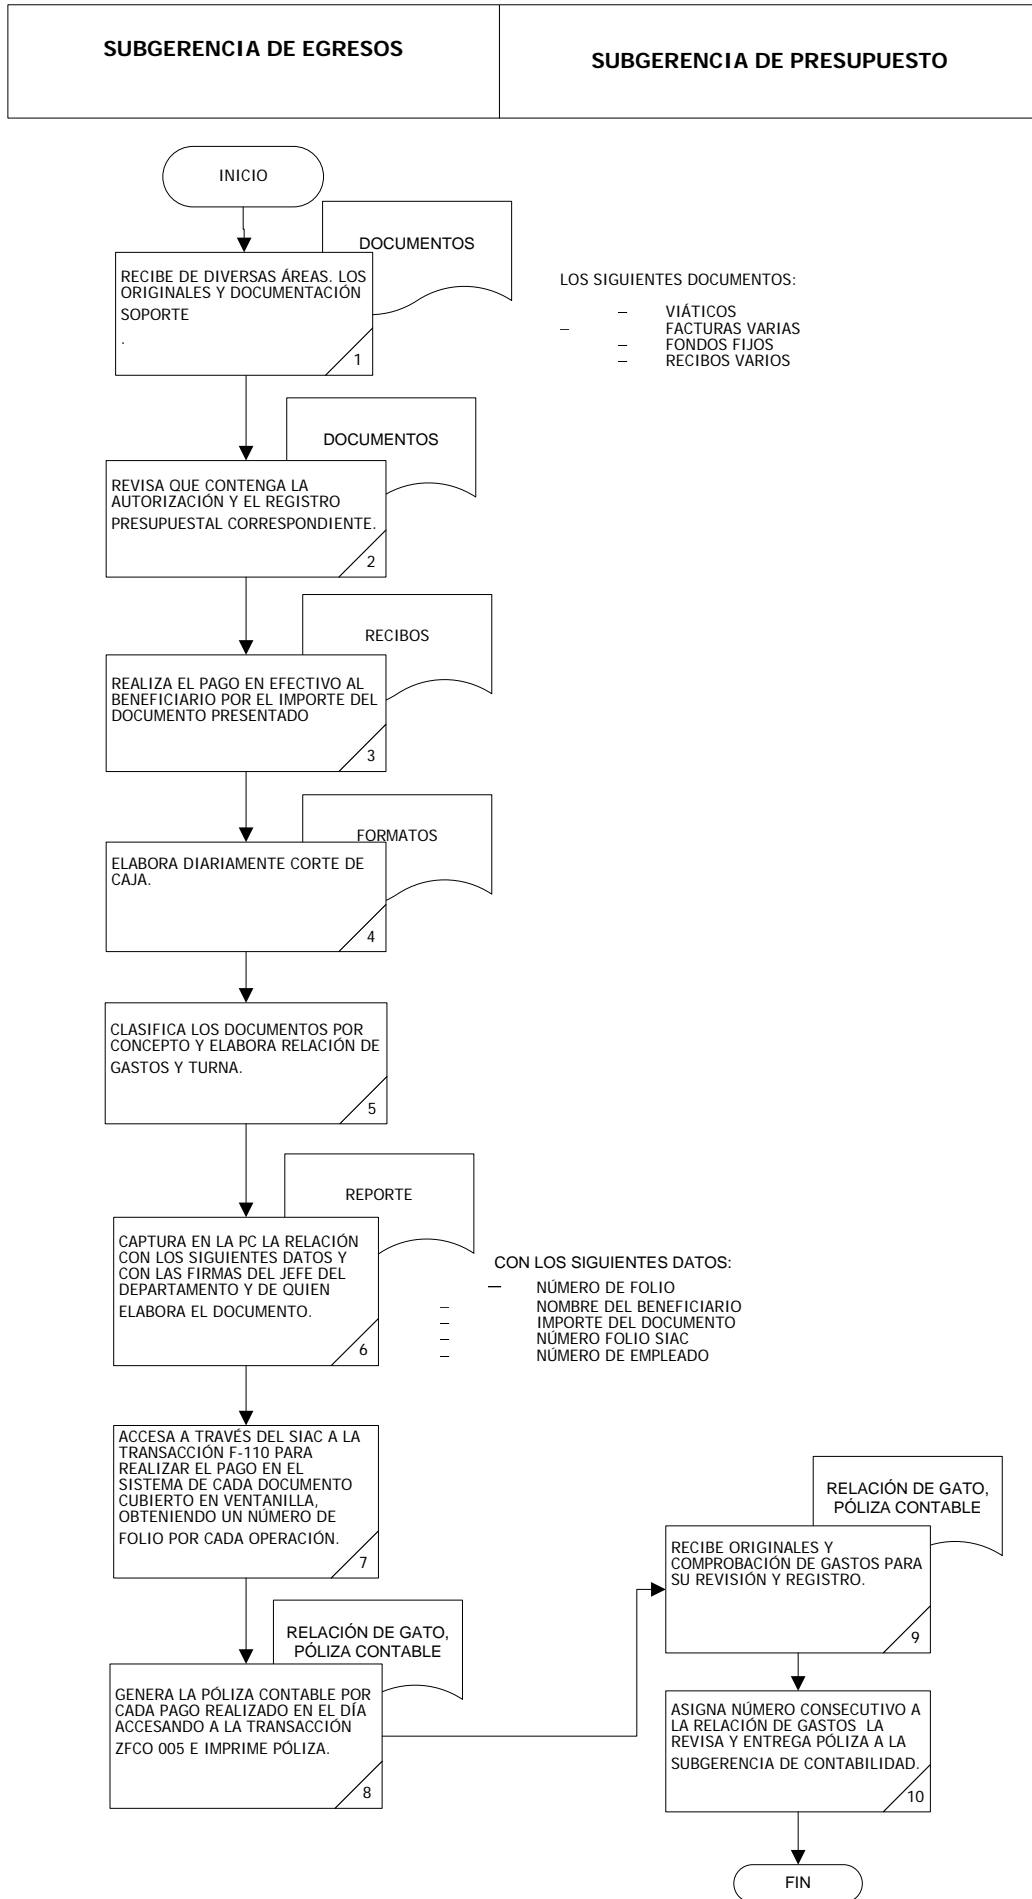 SUBGERENCIA DE EGRESOS
SUBGERENCIA DE PRESUPUESTO
INICIO
DOCUMENTOS
RECIBE DE DIVERSAS ÁREAS. LOS
ORIGINALES Y DOCUMENTACIÓN
SOPORTE
.
1
LOS SIGUIENTES DOCUMENTOS:
– VIÁTICOS
– FACTURAS VARIAS
– FONDOS FIJOS
– RECIBOS VARIOS
DOCUMENTOS
REVISA QUE CONTENGA LA
AUTORIZACIÓN Y EL REGISTRO
PRESUPUESTAL CORRESPONDIENTE.
2
RECIBOS
REALIZA EL PAGO EN EFECTIVO AL
BENEFICIARIO POR EL IMPORTE DEL
DOCUMENTO PRESENTADO
3
FORMATOS
ELABORA DIARIAMENTE CORTE DE
CAJA.
4
CLASIFICA LOS DOCUMENTOS POR
CONCEPTO Y ELABORA RELACIÓN DE
GASTOS Y TURNA.
5
REPORTE
CAPTURA EN LA PC LA RELACIÓN
CON LOS SIGUIENTES DATOS Y
CON LAS FIRMAS DEL JEFE DEL
DEPARTAMENTO Y DE QUIEN
ELABORA EL DOCUMENTO.
6
CON LOS SIGUIENTES DATOS:
– NÚMERO DE FOLIO
– NOMBRE DEL BENEFICIARIO
– IMPORTE DEL DOCUMENTO
– NÚMERO FOLIO SIAC
– NÚMERO DE EMPLEADO
ACCESA A TRAVÉS DEL SIAC A LA
TRANSACCIÓN F-110 PARA
REALIZAR EL PAGO EN EL
SISTEMA DE CADA DOCUMENTO
CUBIERTO EN VENTANILLA,
OBTENIENDO UN NÚMERO DE
FOLIO POR CADA OPERACIÓN.
7
RELACIÓN DE GATO,
PÓLIZA CONTABLE
GENERA LA PÓLIZA CONTABLE POR
CADA PAGO REALIZADO EN EL DÍA
ACCESANDO A LA TRANSACCIÓN
ZFCO 005 E IMPRIME PÓLIZA.
8
RELACIÓN DE GATO,
PÓLIZA CONTABLE
RECIBE ORIGINALES Y
COMPROBACIÓN DE GASTOS PARA
SU REVISIÓN Y REGISTRO.
9
ASIGNA NÚMERO CONSECUTIVO A
LA RELACIÓN DE GASTOS LA
REVISA Y ENTREGA PÓLIZA A LA
SUBGERENCIA DE CONTABILIDAD.
10
FIN